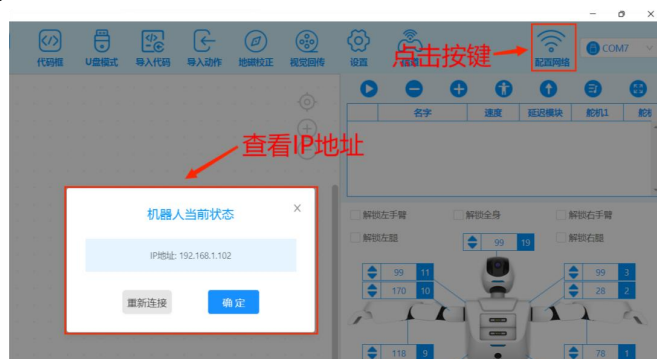 代码框 U盘模式 导入代码 导入动作 地磁校正 视觉回传 设置 点击按键 配置网络 COM7
名字 速度 延迟模块 舵机1 舵机
查看IP地址
机器人当前状态
IP地址: 192.168.1.102
重新连接 确定
解锁左手臂 解锁全身 解锁右手臂
解锁左腿 99 19 解锁右腿
99 11 99 3
170 10 28 2
118 9 78 1